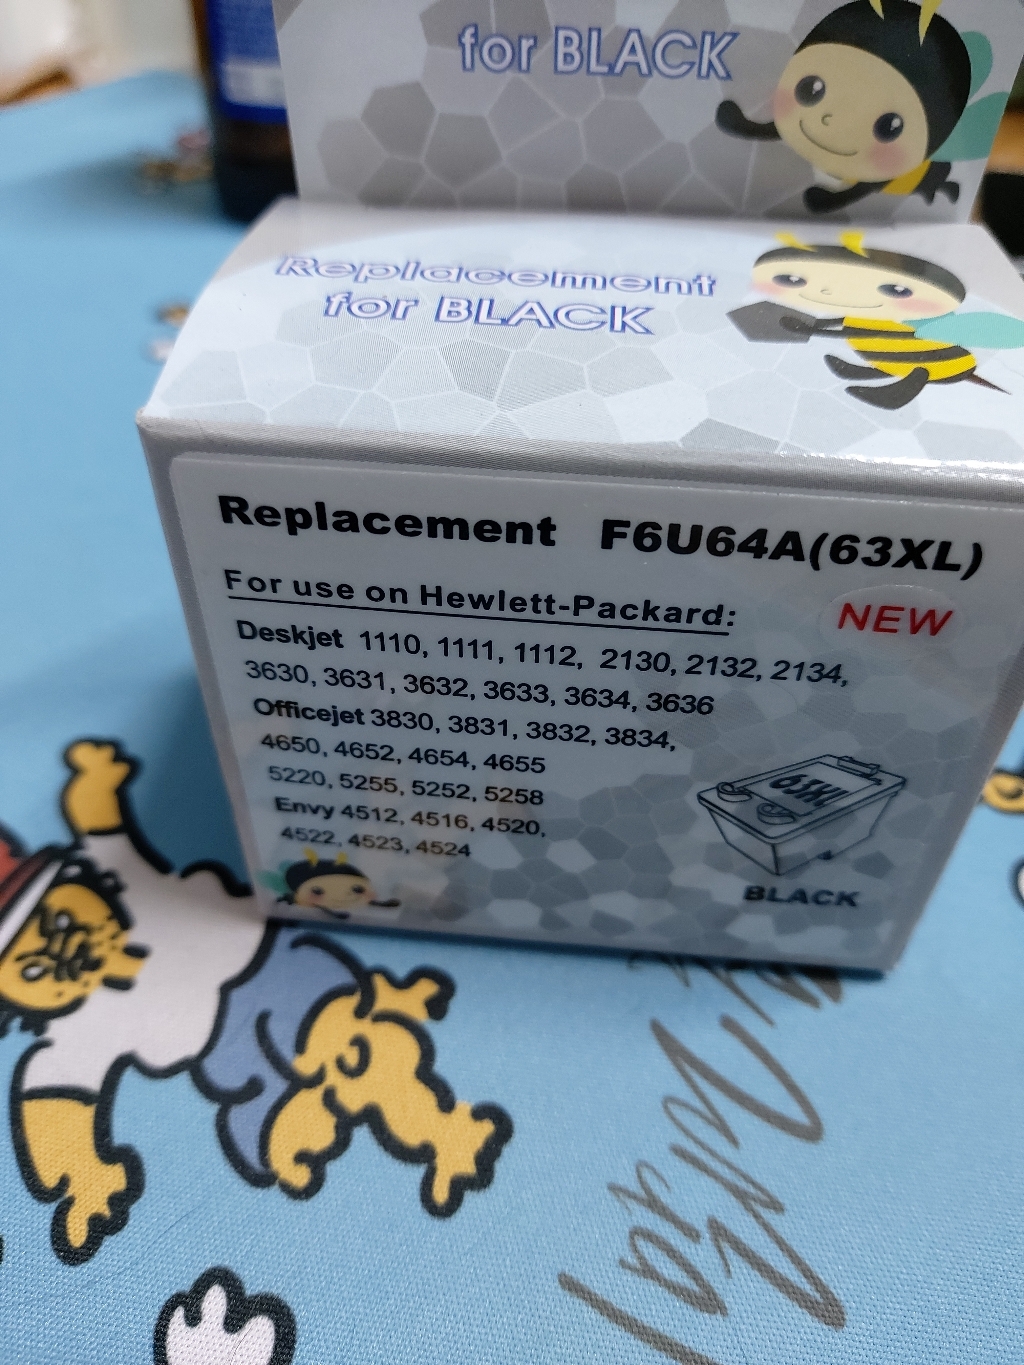 for BLACK
Replacement
for BLACK
Replacement F6U64A(63XL)
For use on Hewlett-Packard:
NEW
Deskjet 1110, 1111, 1112, 2130, 2132, 2134,
3630, 3631, 3632, 3633, 3634, 3636
Officejet 3830, 3831, 3832, 3834,
4650, 4652, 4654, 4655
5220, 5255, 5252, 5258
Envy 4512, 4516, 4520,
4522, 4523, 4524
63XL
BLACK